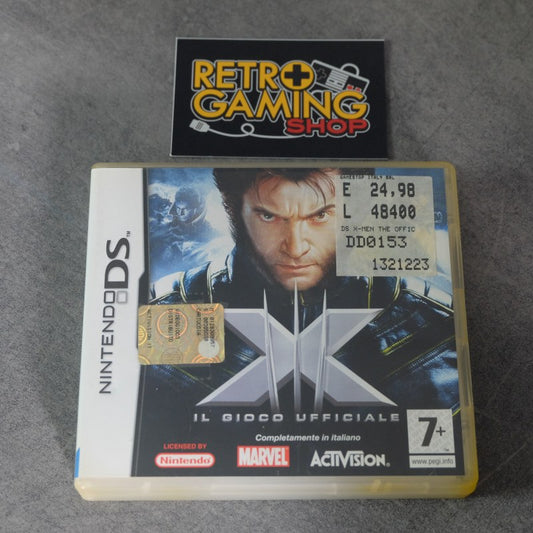 RETRO
GAMING
SHOP
NINTENDO DS
™
E 24,98
L 48400
DS X-MEN THE OFFIC
DD0153
1321223
IL GIOCO UFFICIALE
Completamente in italiano
LICENSED BY
Nintendo
MARVEL
ACTIVISION
7+
www.pegi.info